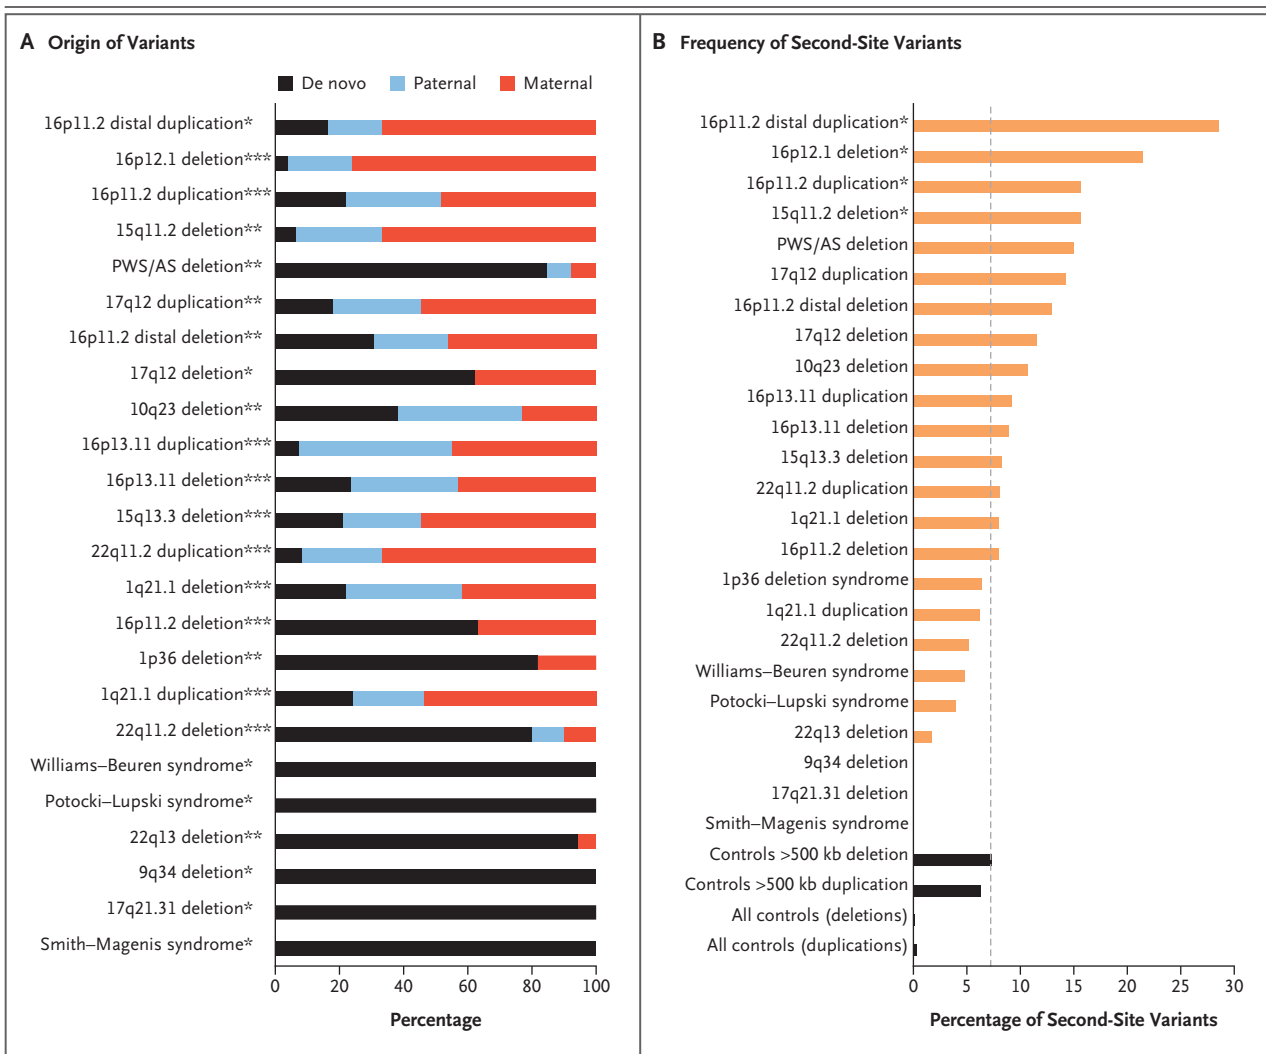 A Origin of Variants
De novo Paternal Maternal
16p11.2 distal duplication*
16p12.1 deletion***
16p11.2 duplication***
15q11.2 deletion**
PWS/AS deletion**
17q12 duplication**
16p11.2 distal deletion**
17q12 deletion*
10q23 deletion**
16p13.11 duplication***
16p13.11 deletion***
15q13.3 deletion***
22q11.2 duplication***
1q21.1 deletion***
16p11.2 deletion***
1p36 deletion**
1q21.1 duplication***
22q11.2 deletion***
Williams–Beuren syndrome*
Potocki–Lupski syndrome*
22q13 deletion**
9q34 deletion*
17q21.31 deletion*
Smith–Magenis syndrome*
0 20 40 60 80 100
Percentage
B Frequency of Second-Site Variants
16p11.2 distal duplication*
16p12.1 deletion*
16p11.2 duplication*
15q11.2 deletion*
PWS/AS deletion
17q12 duplication
16p11.2 distal deletion
17q12 deletion
10q23 deletion
16p13.11 duplication
16p13.11 deletion
15q13.3 deletion
22q11.2 duplication
1q21.1 deletion
16p11.2 deletion
1p36 deletion syndrome
1q21.1 duplication
22q11.2 deletion
Williams–Beuren syndrome
Potocki–Lupski syndrome
22q13 deletion
9q34 deletion
17q21.31 deletion
Smith–Magenis syndrome
Controls >500 kb deletion
Controls >500 kb duplication
All controls (deletions)
All controls (duplications)
0 5 10 15 20 25 30
Percentage of Second-Site Variants